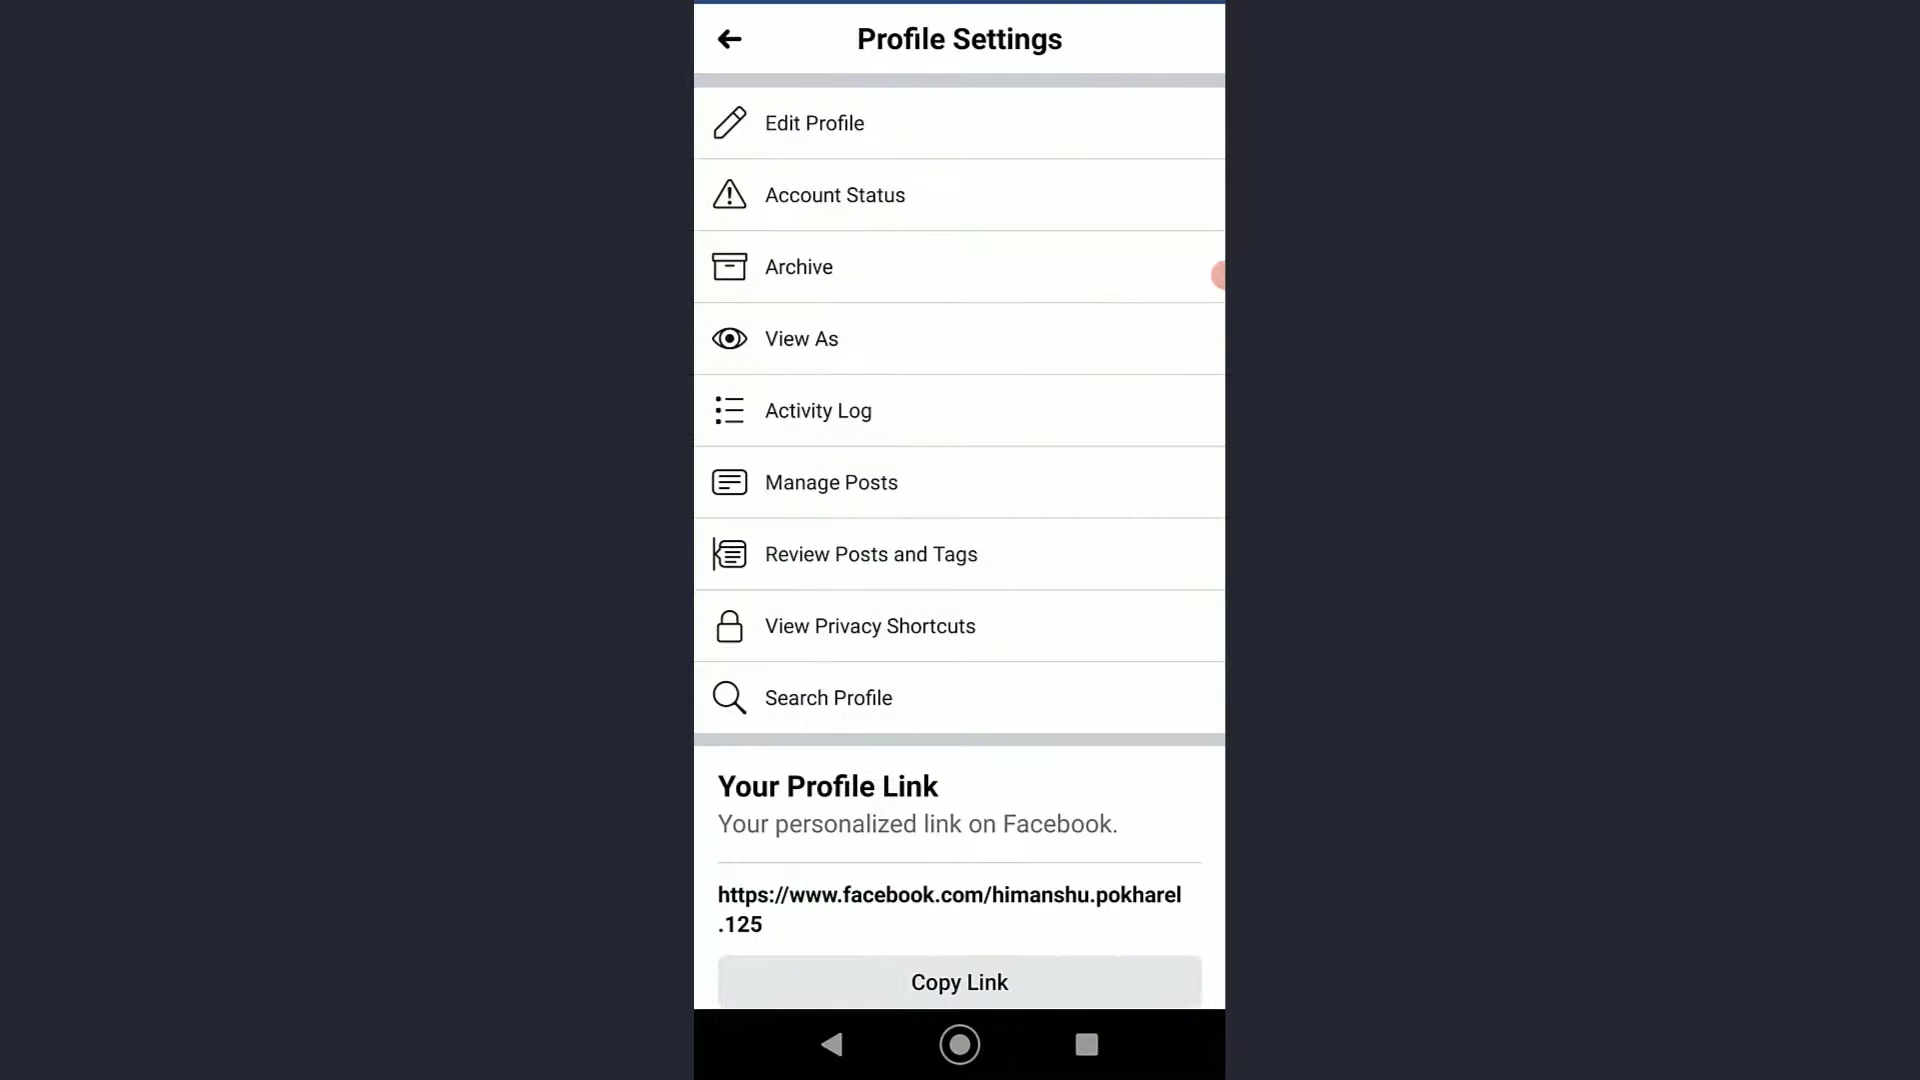 Profile Settings
Edit Profile
Account Status
Archive
View As
Activity Log
Manage Posts
Review Posts and Tags
View Privacy Shortcuts
Search Profile
Your Profile Link
Your personalized link on Facebook.
https://www.facebook.com/himanshu.pokharel
.125
Copy Link